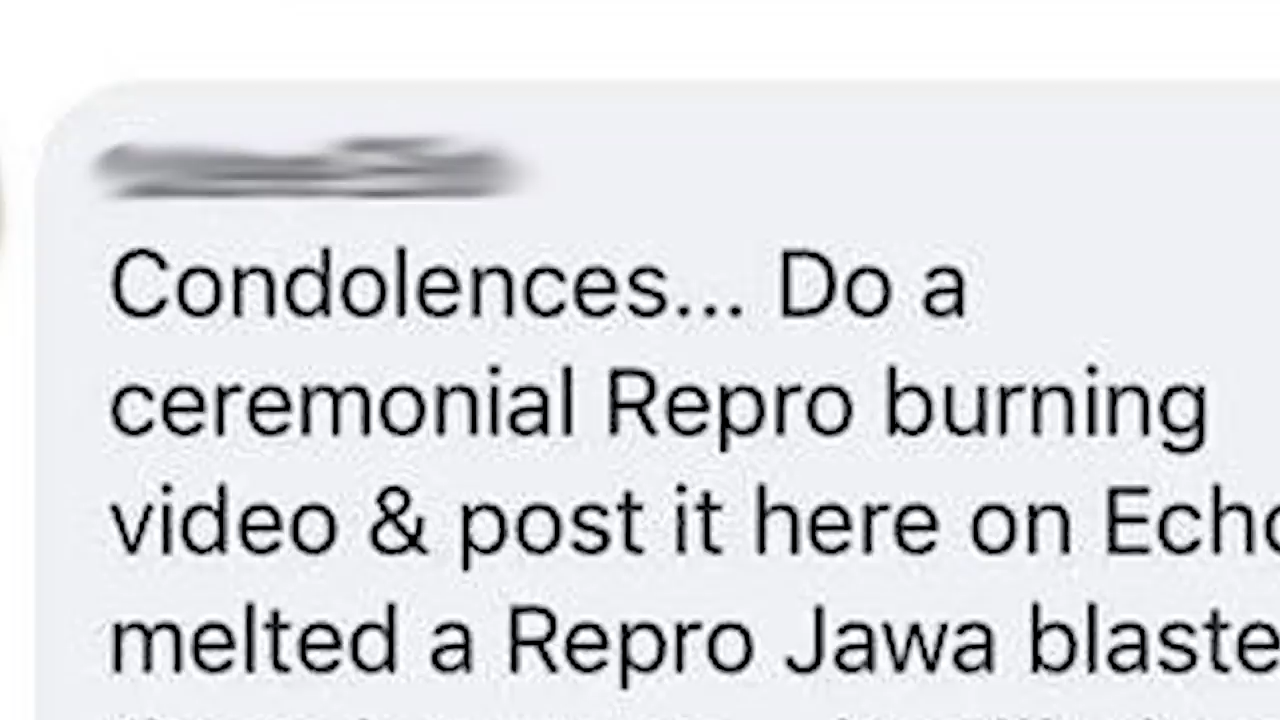 Condolences... Do a
ceremonial Repro burning
video & post it here on Echo
melted a Repro Jawa blaste